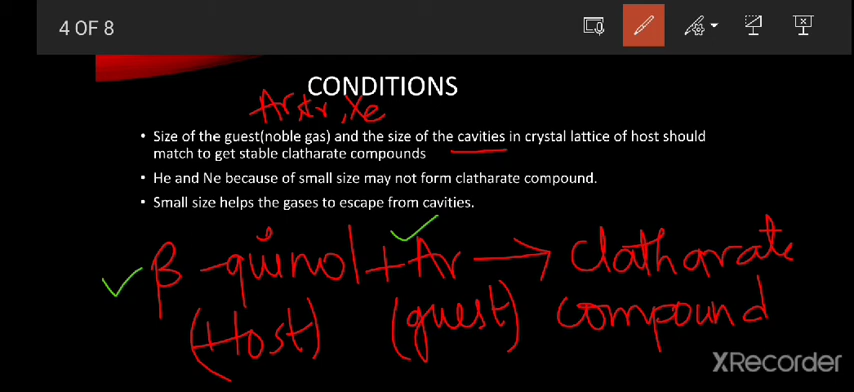 4 OF 8
CONDITIONS
Ar, Kr, Xe
• Size of the guest(noble gas) and the size of the cavities in crystal lattice of host should
match to get stable clatharate compounds
• He and Ne because of small size may not form clatharate compound.
• Small size helps the gases to escape from cavities.
β-quinol + Ar → Clatharate
(Host) (guest) compound
XRecorder